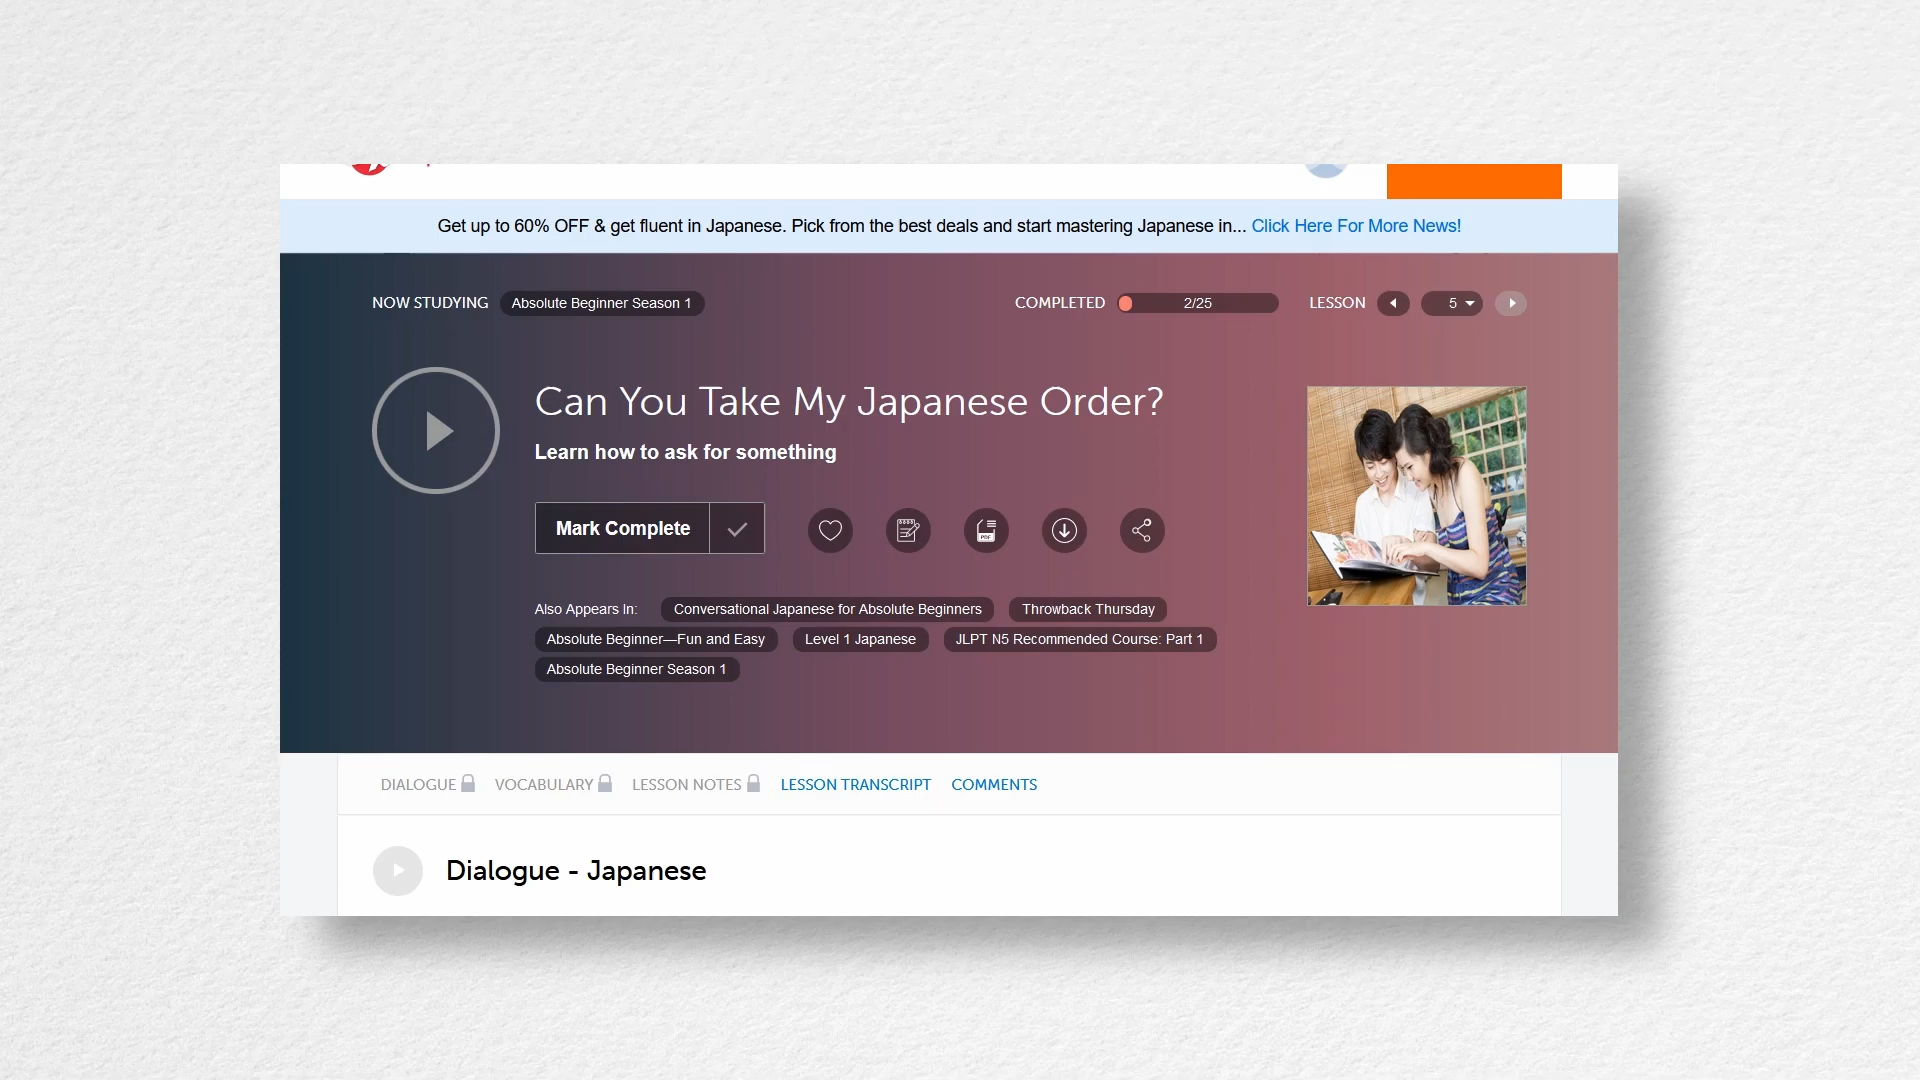 Get up to 60% OFF & get fluent in Japanese. Pick from the best deals and start mastering Japanese in... Click Here For More News!
NOW STUDYING Absolute Beginner Season 1 COMPLETED 2/25 LESSON 5
Can You Take My Japanese Order?
Learn how to ask for something
Mark Complete PDF
Also Appears In: Conversational Japanese for Absolute Beginners Throwback Thursday
Absolute Beginner—Fun and Easy Level 1 Japanese JLPT N5 Recommended Course: Part 1
Absolute Beginner Season 1
DIALOGUE VOCABULARY LESSON NOTES LESSON TRANSCRIPT COMMENTS
Dialogue - Japanese